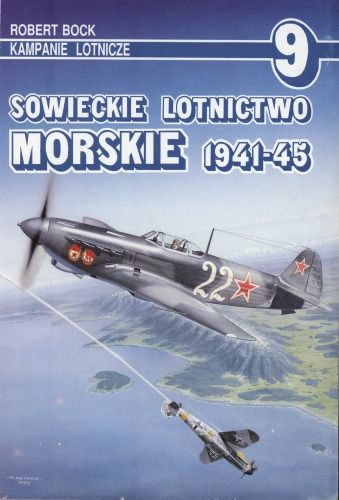 ROBERT BOCK
KAMPANIE LOTNICZE
9
SOWIECKIE LOTNICTWO
MORSKIE 1941-45
22